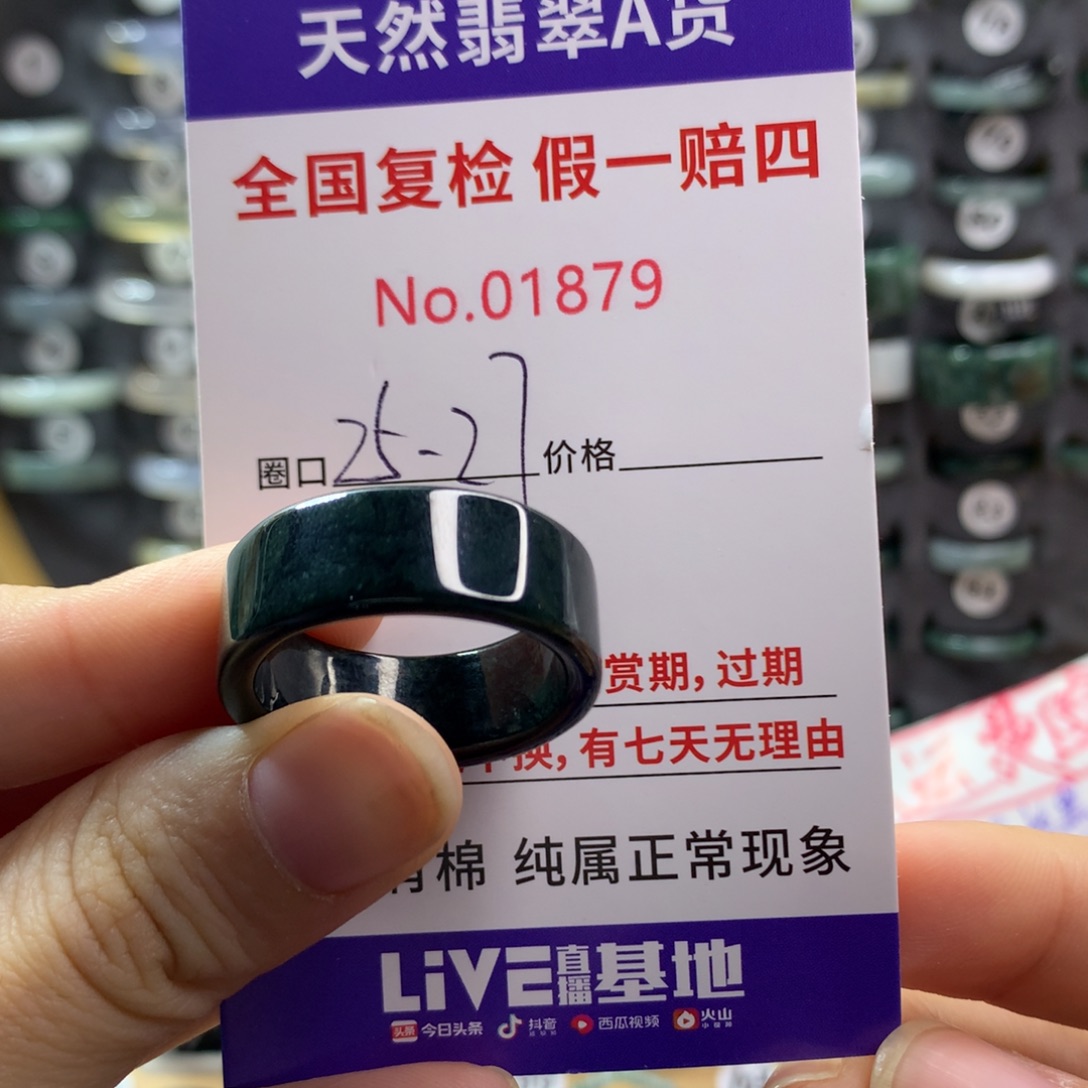 天然翡翠A货
全国复检 假一赔四
No.01879
圈口 25-27 价格
赏期, 过期
换, 有七天无理由
棉 纯属正常现象
LiVE直播基地
头条 今日头条 抖音 西瓜视频 火山